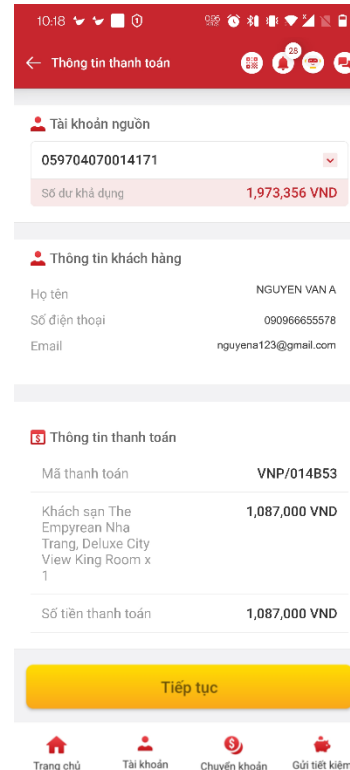 10:18
Thông tin thanh toán
28
Tài khoản nguồn
059704070014171
Số dư khả dụng 1,973,356 VND
Thông tin khách hàng
Họ tên NGUYEN VAN A
Số điện thoại 090966655578
Email nguyena123@gmail.com
Thông tin thanh toán
Mã thanh toán VNP/014B53
Khách sạn The 1,087,000 VND
Empyrean Nha
Trang, Deluxe City
View King Room x
1
Số tiền thanh toán 1,087,000 VND
Tiếp tục
Trang chủ Tài khoản Chuyển khoản Gửi tiết kiệm